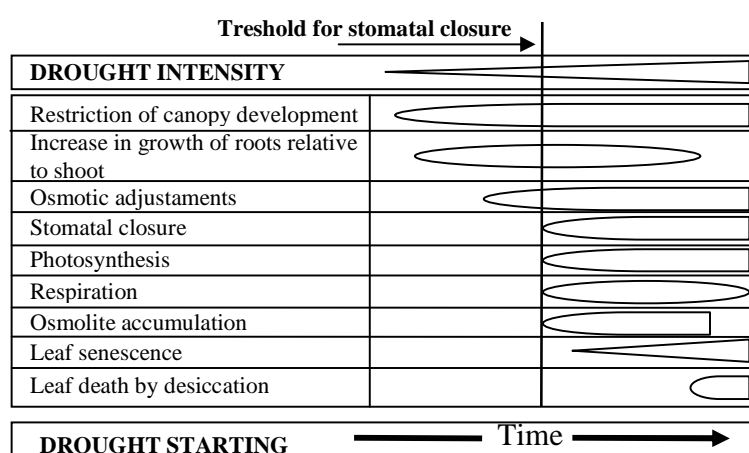 Treshold for stomatal closure
DROUGHT INTENSITY
Restriction of canopy development
Increase in growth of roots relative
to shoot
Osmotic adjustaments
Stomatal closure
Photosynthesis
Respiration
Osmolite accumulation
Leaf senescence
Leaf death by desiccation
DROUGHT STARTING
Time